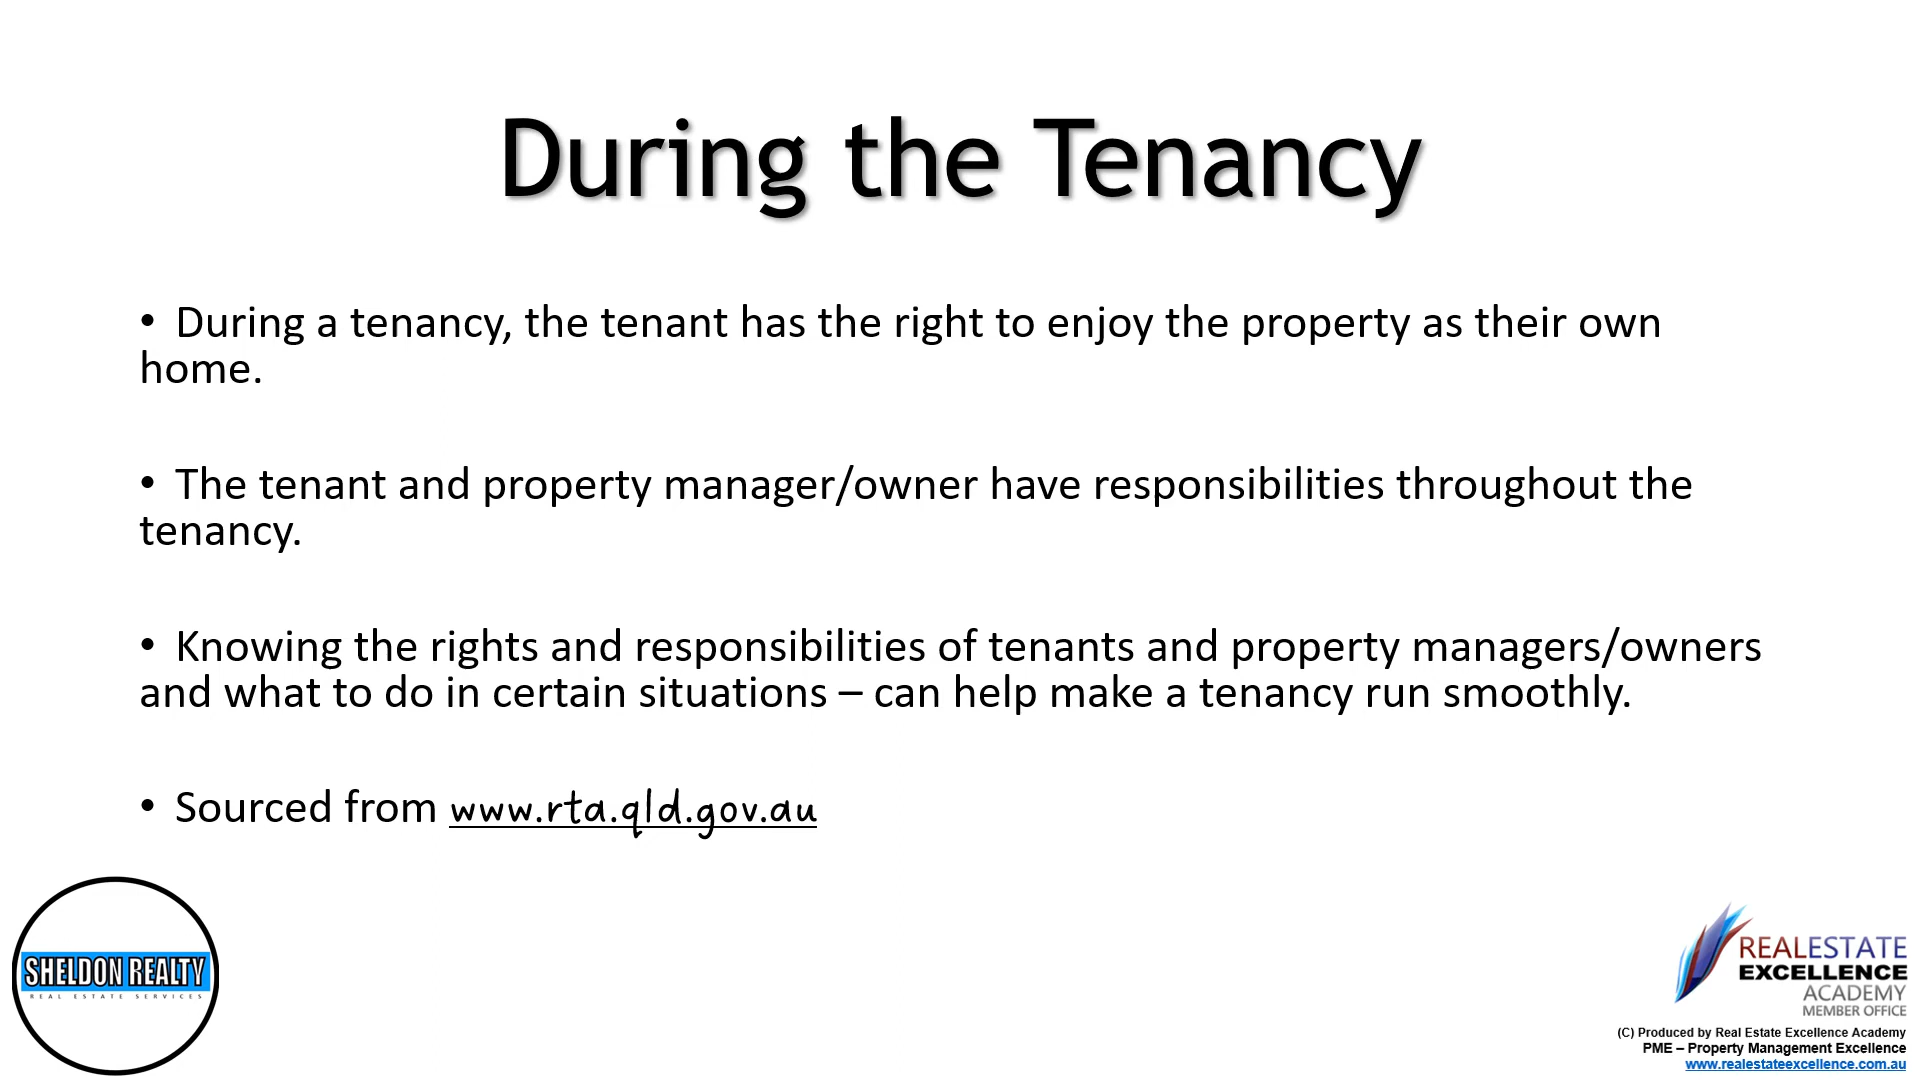 During the Tenancy
• During a tenancy, the tenant has the right to enjoy the property as their own
home.
• The tenant and property manager/owner have responsibilities throughout the
tenancy.
• Knowing the rights and responsibilities of tenants and property managers/owners
and what to do in certain situations – can help make a tenancy run smoothly.
• Sourced from www.rta.qld.gov.au
SHELDON REALTY
REAL ESTATE SERVICES
REALESTATE
EXCELLENCE
ACADEMY
MEMBER OFFICE
(C) Produced by Real Estate Excellence Academy
PME – Property Management Excellence
www.realestateexcellence.com.au